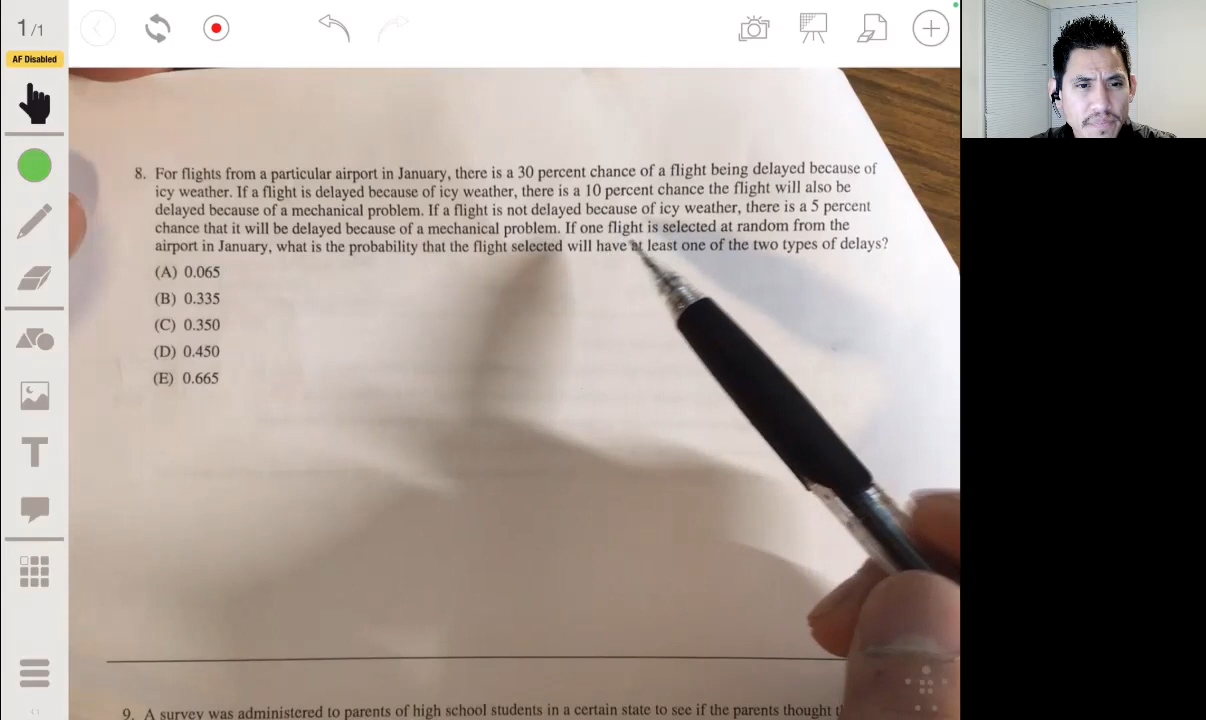 1/1
AF Disabled
8. For flights from a particular airport in January, there is a 30 percent chance of a flight being delayed because of
icy weather. If a flight is delayed because of icy weather, there is a 10 percent chance the flight will also be
delayed because of a mechanical problem. If a flight is not delayed because of icy weather, there is a 5 percent
chance that it will be delayed because of a mechanical problem. If one flight is selected at random from the
airport in January, what is the probability that the flight selected will have at least one of the two types of delays?
(A) 0.065
(B) 0.335
(C) 0.350
(D) 0.450
(E) 0.665
T
9. A survey was administered to parents of high school students in a certain state to see if the parents thought